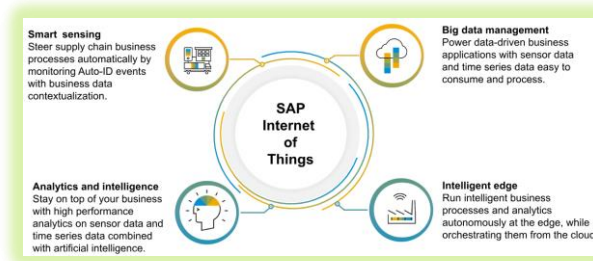 Smart sensing
Steer supply chain business
processes automatically by
monitoring Auto-ID events
with business data
contextualization.
Big data management
Power data-driven business
applications with sensor data
and time series data easy to
consume and process.
SAP
Internet
of
Things
Analytics and intelligence
Stay on top of your business
with high performance
analytics on sensor data and
time series data combined
with artificial intelligence.
Intelligent edge
Run intelligent business
processes and analytics
autonomously at the edge, while
orchestrating them from the cloud